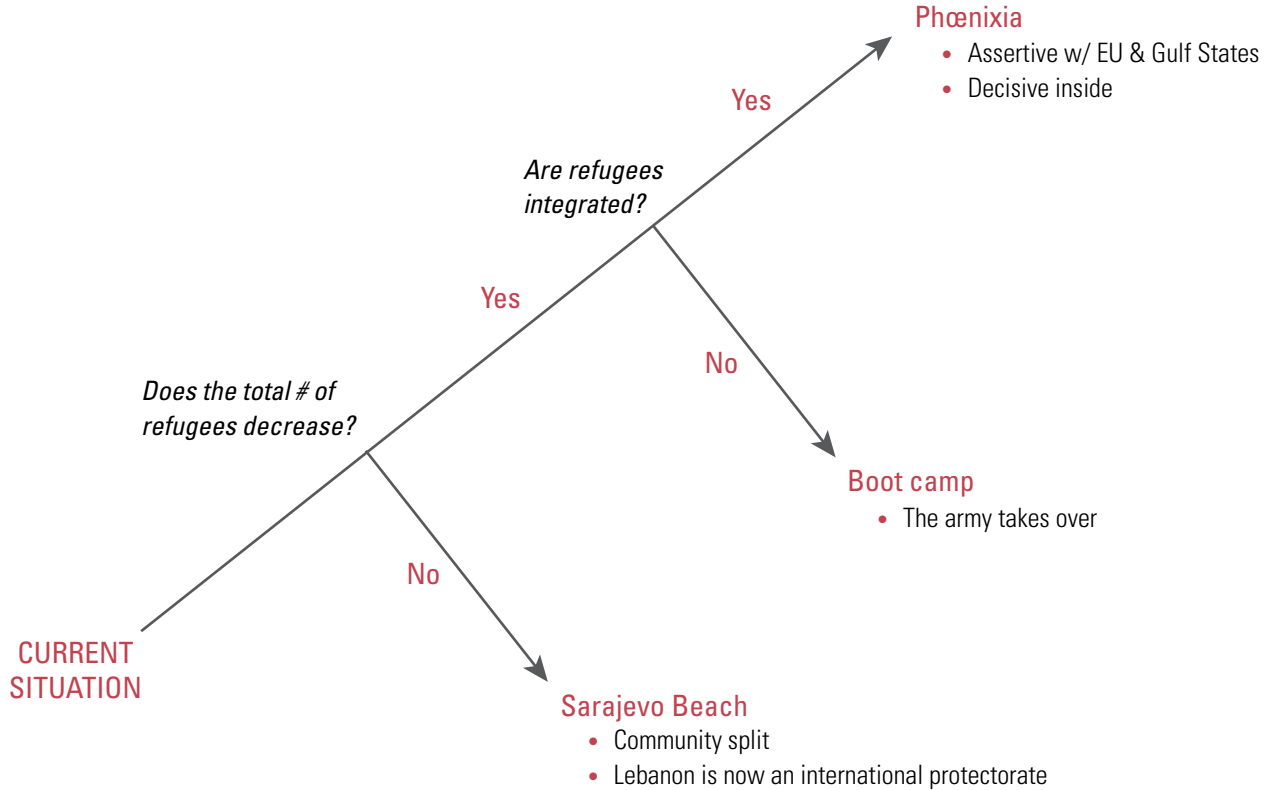 Phœnixia
• Assertive w/ EU & Gulf States
• Decisive inside
Yes
Are refugees
integrated?
Yes
No
Does the total # of
refugees decrease?
Boot camp
• The army takes over
No
CURRENT
SITUATION
Sarajevo Beach
• Community split
• Lebanon is now an international protectorate